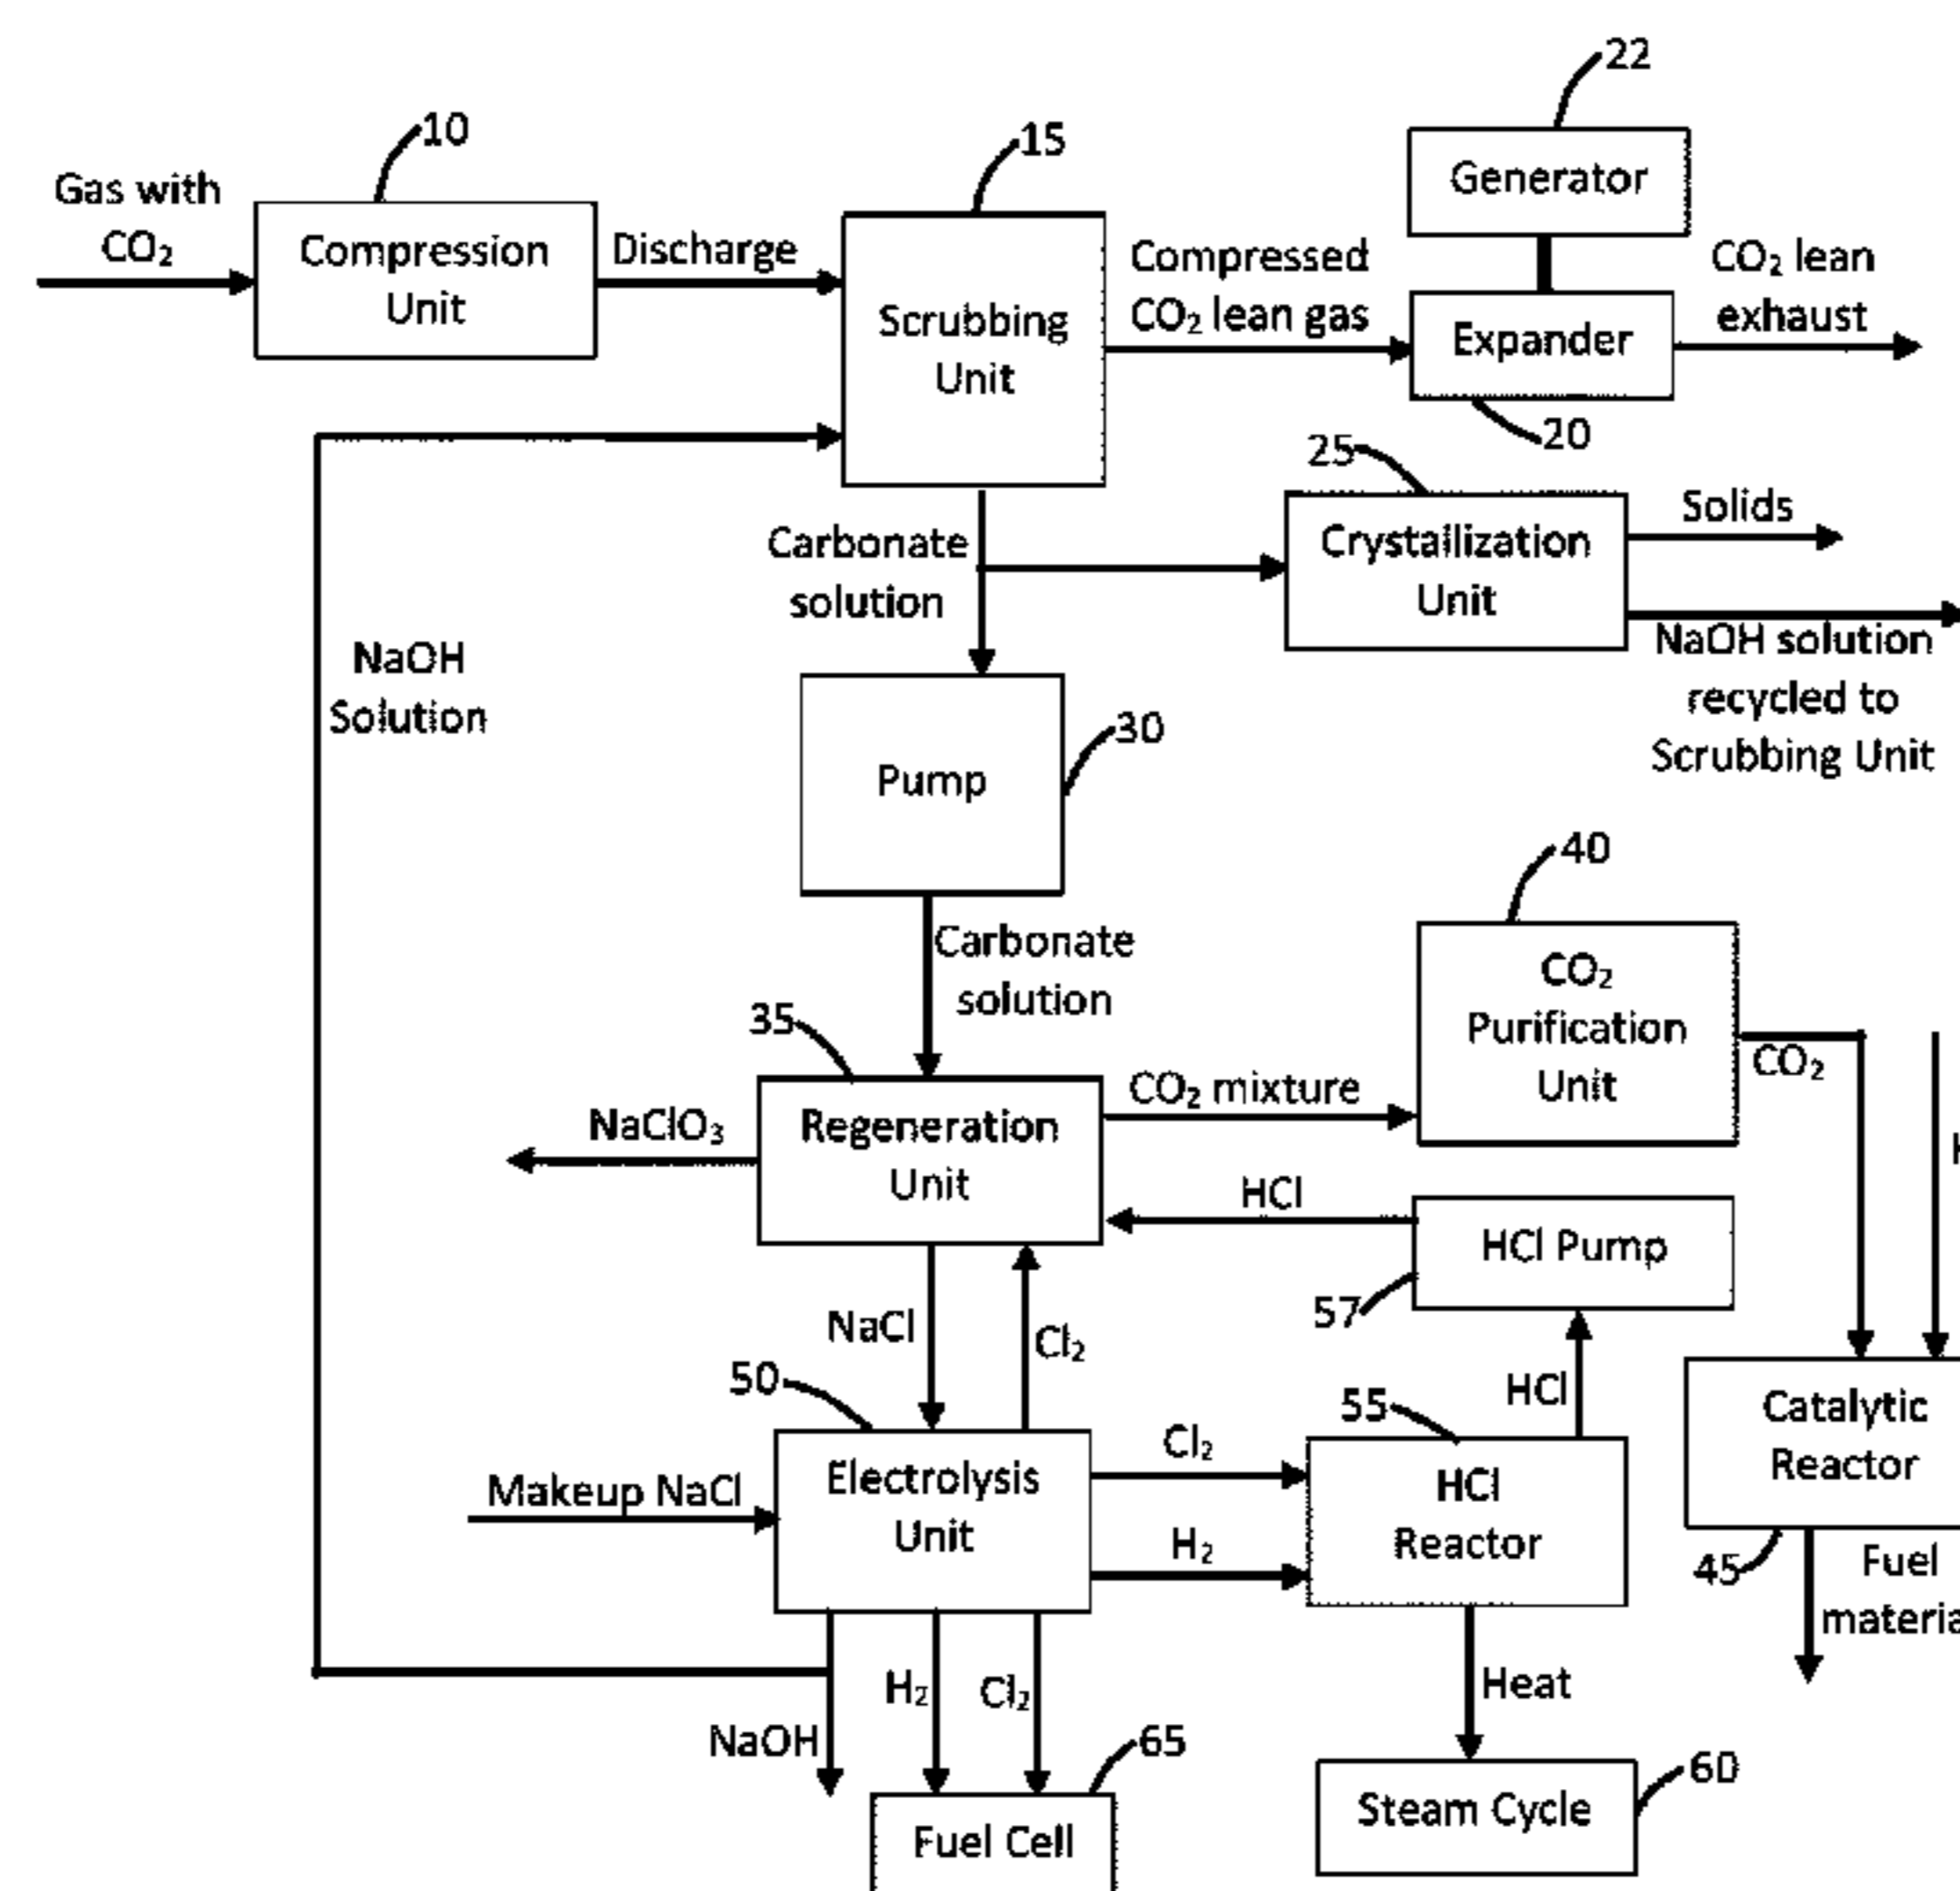 22
10
15
Generator
Gas with
CO₂
Compression
Unit
Discharge
Scrubbing
Unit
Compressed
CO₂ lean gas
Expander
CO₂ lean
exhaust
20
25
Carbonate
solution
Crystallization
Unit
Solids
NaOH solution
recycled to
Scrubbing Unit
NaOH
Solution
Pump
30
40
Carbonate
solution
35
CO₂
Purification
Unit
CO₂
NaClO₃
Regeneration
Unit
CO₂ mixture
HCl
HCl Pump
57
NaCl
Cl₂
50
55
HCl
Catalytic
Reactor
Makeup NaCl
Electrolysis
Unit
Cl₂
H₂
HCl
Reactor
45
Fuel
materia
H₂
Cl₂
Heat
NaOH
65
60
Fuel Cell
Steam Cycle